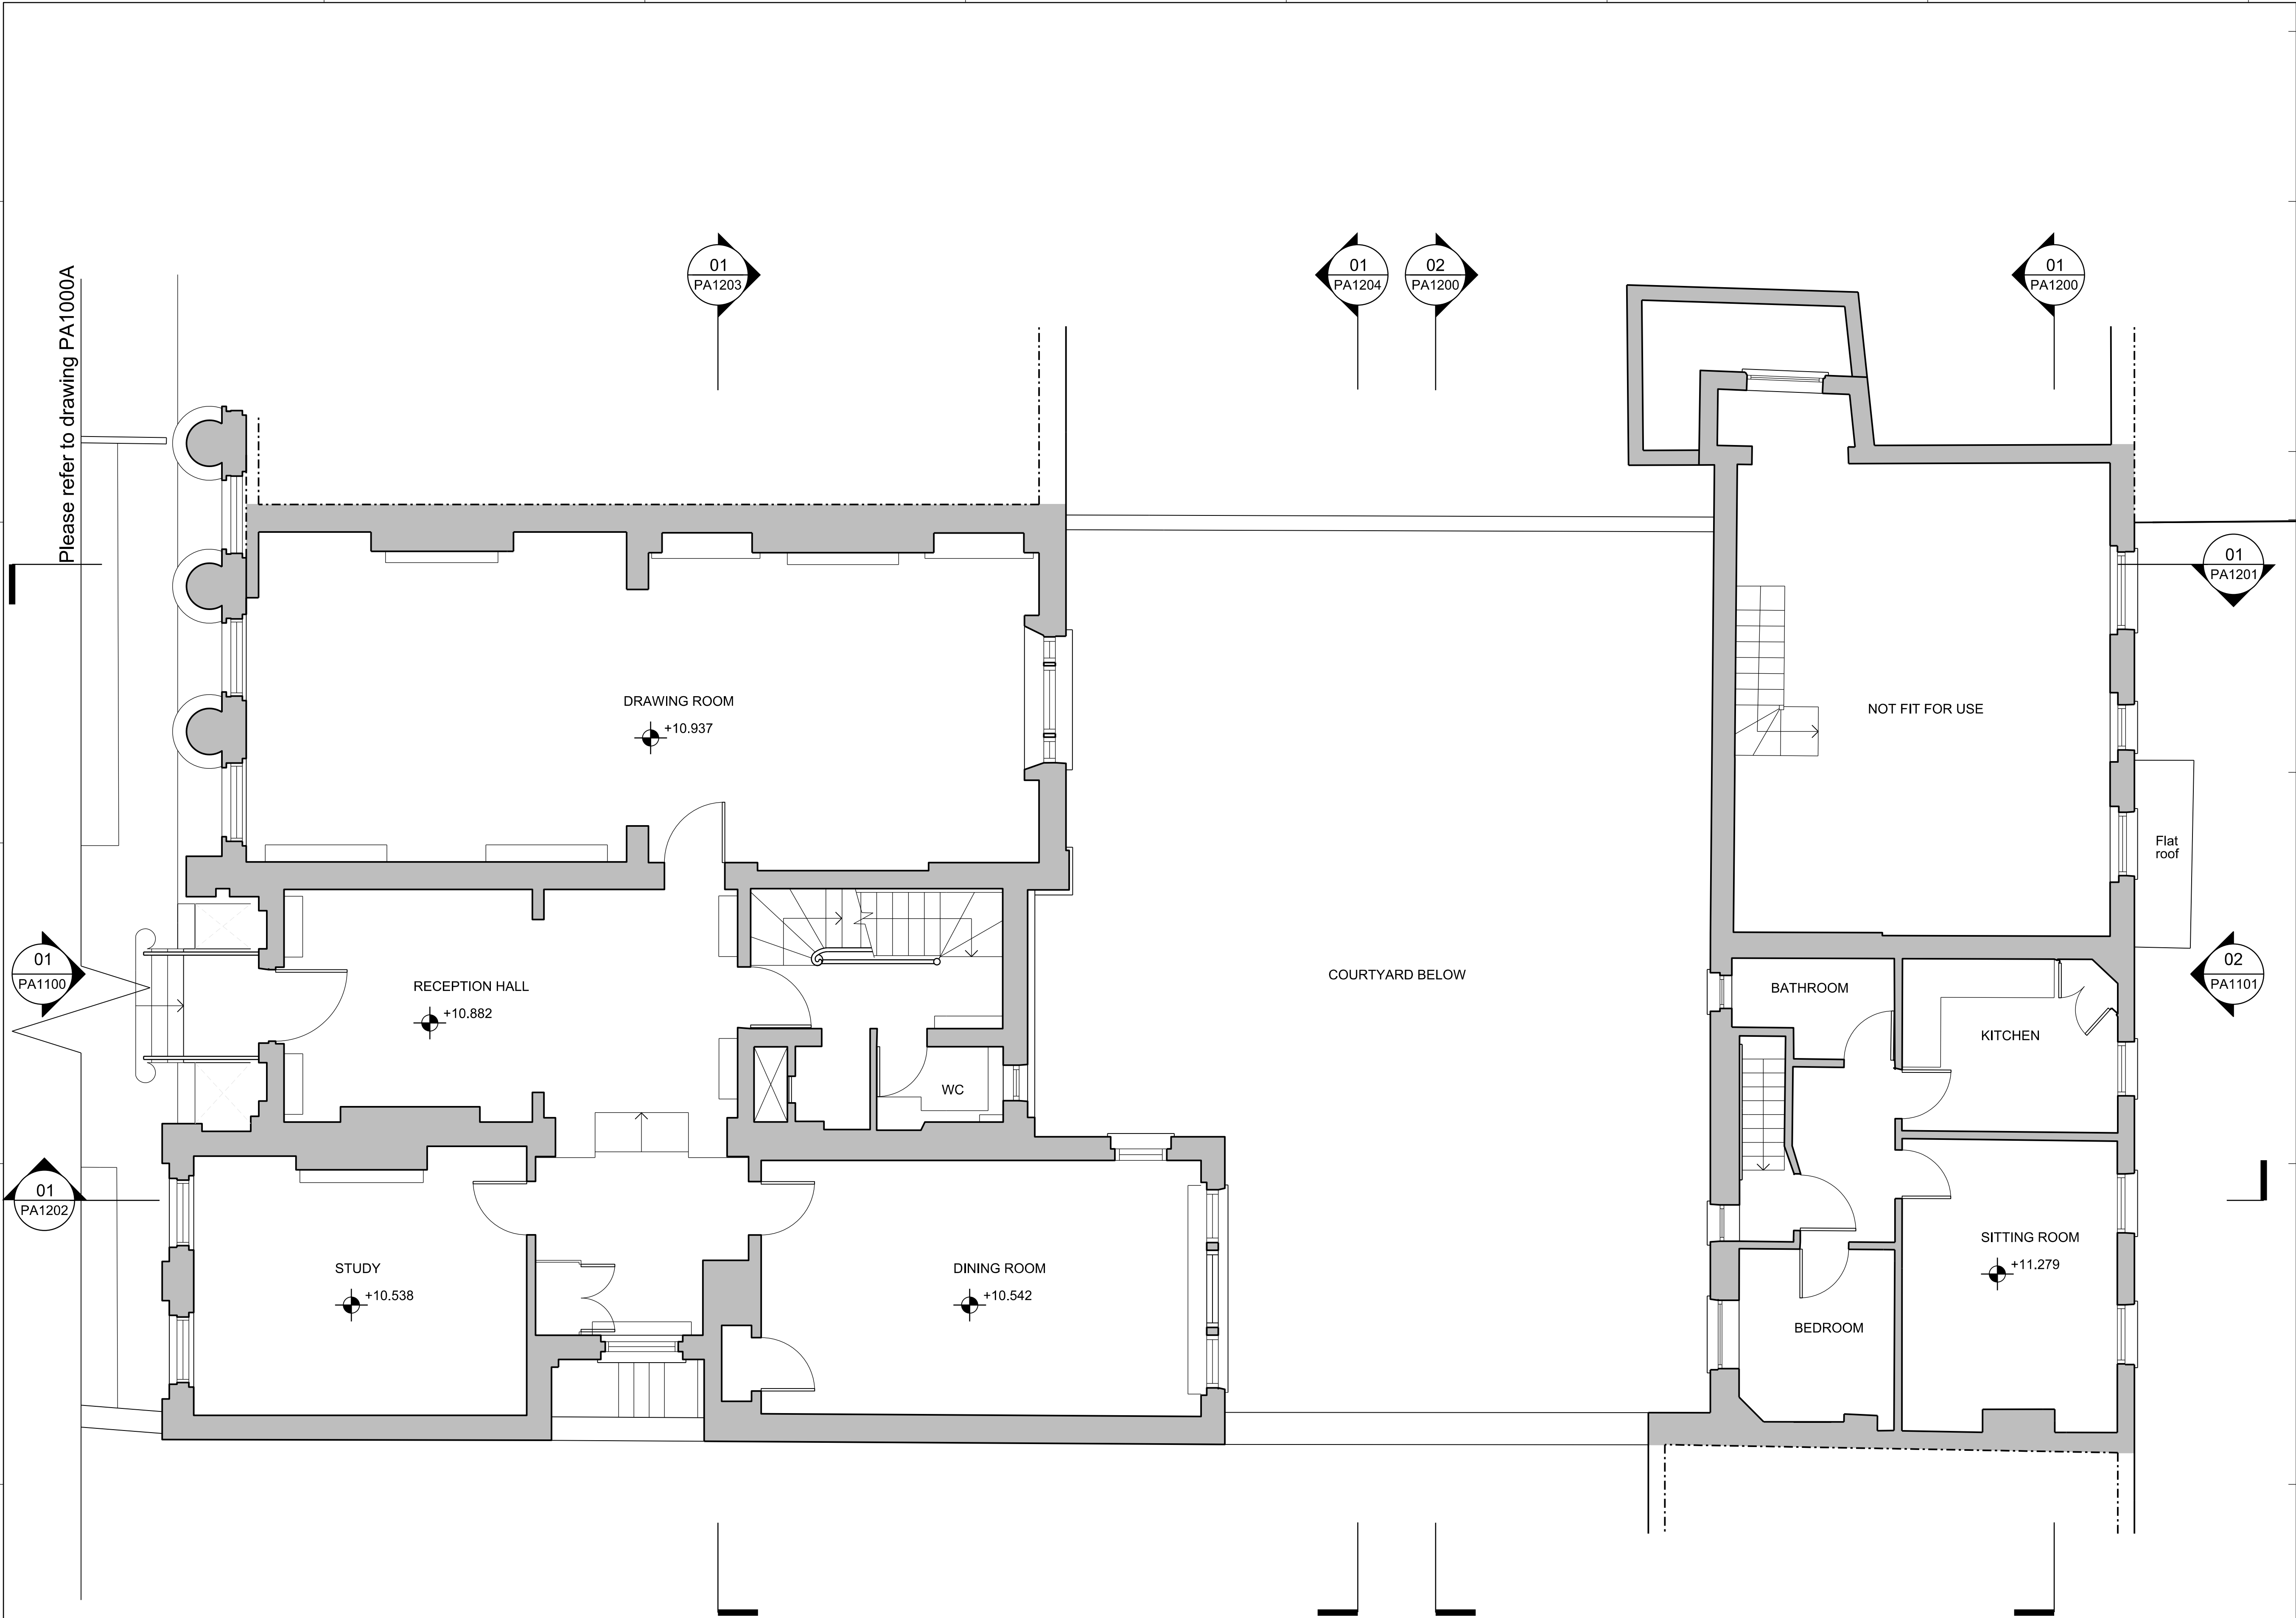 Please refer to drawing PA1000A
01
PA1203
01
PA1204
02
PA1200
01
PA1200
01
PA1201
DRAWING ROOM
+10.937
NOT FIT FOR USE
Flat
roof
01
PA1100
RECEPTION HALL
+10.882
COURTYARD BELOW
BATHROOM
KITCHEN
02
PA1101
WC
01
PA1202
STUDY
+10.538
DINING ROOM
+10.542
SITTING ROOM
+11.279
BEDROOM